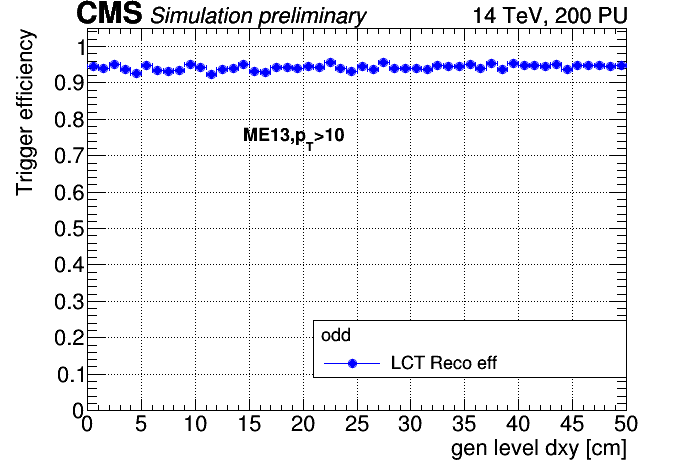 CMS Simulation preliminary 14 TeV, 200 PU
Trigger efficiency
1
0.9
0.8
ME13,pT>10
0.7
0.6
0.5
0.4
0.3
0.2
odd
LCT Reco eff
0.1
0
0 5 10 15 20 25 30 35 40 45 50
gen level dxy [cm]